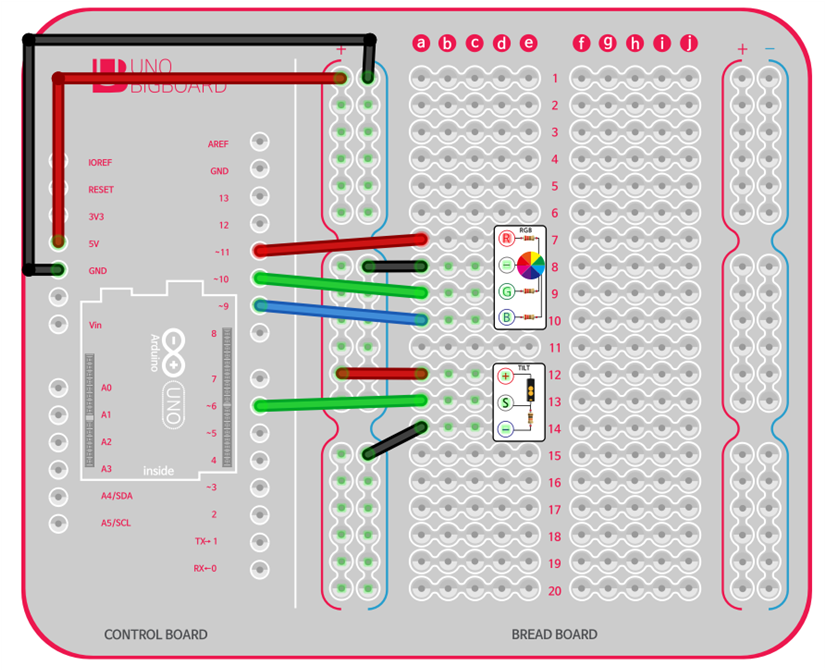 UNO
BIGBOARD
+
a b c d e f g h i j
+ −
1
2
3
4
5
6
7
8
9
10
11
12
13
14
15
16
17
18
19
20
IOREF
RESET
3V3
5V
GND
Vin
A0
A1
A2
A3
A4/SDA
A5/SCL
AREF
GND
13
12
~11
~10
~9
8
7
~6
~5
4
~3
2
TX→1
RX←0
Arduino
UNO
inside
RGB
R
−
G
B
TILT
+
S
−
CONTROL BOARD
BREAD BOARD